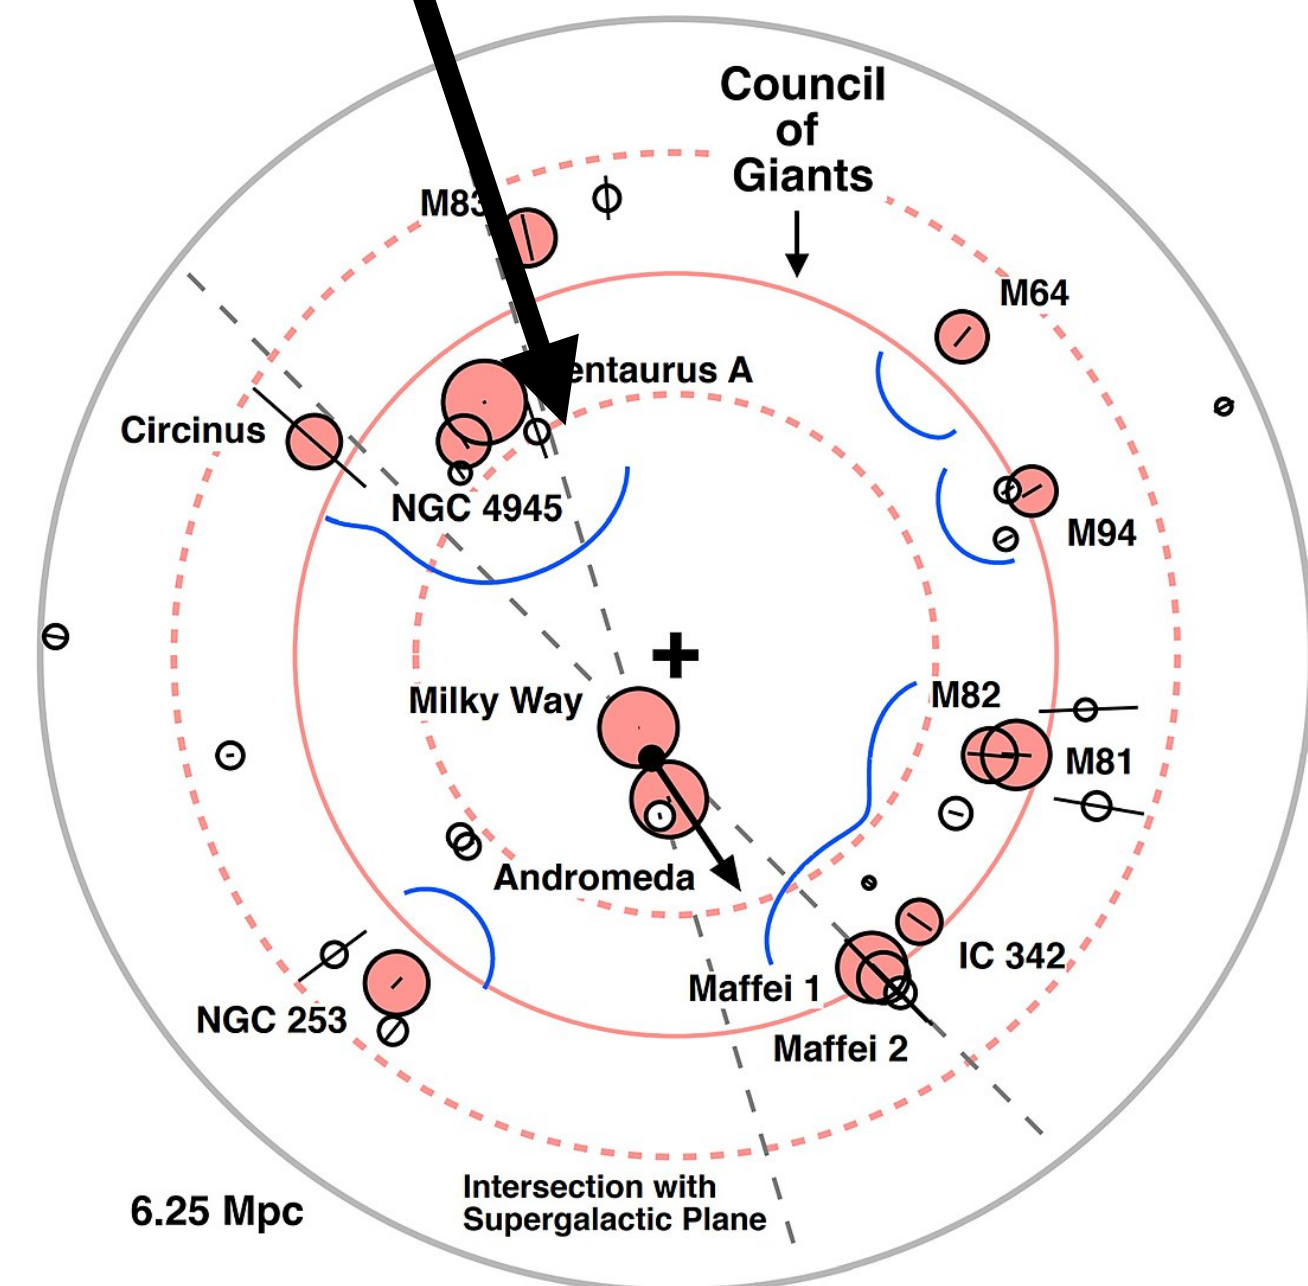 Council
of
Giants
M83
M64
entaurus A
Circinus
NGC 4945
M94
Milky Way
M82
M81
Andromeda
IC 342
Maffei 1
NGC 253
Maffei 2
Intersection with
Supergalactic Plane
6.25 Mpc